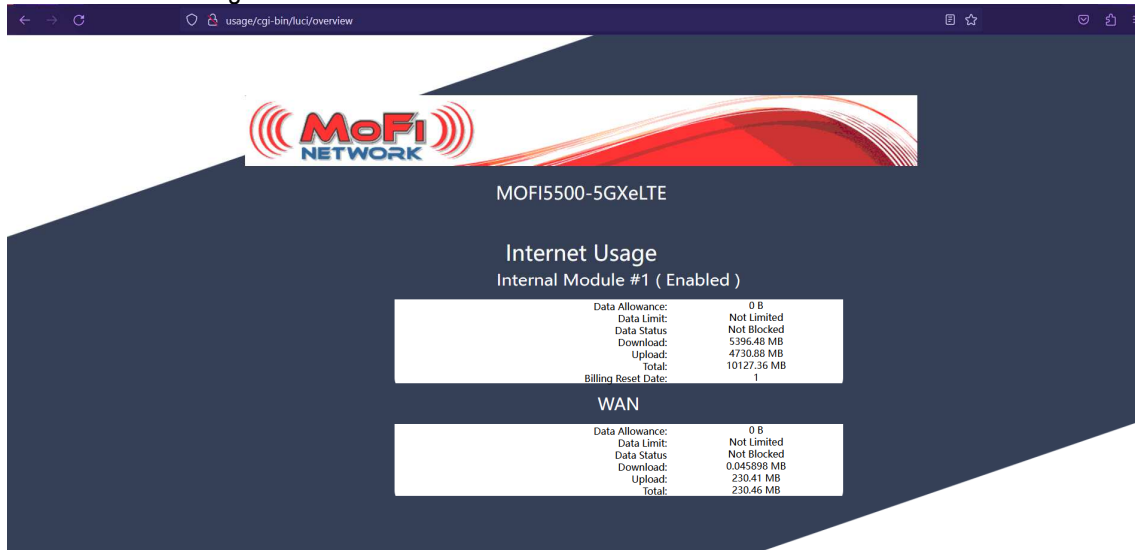 usage/cgi-bin/luci/overview
MoFi
NETWORK
MOFI5500-5GXeLTE
Internet Usage
Internal Module #1 ( Enabled )
Data Allowance: 0 B
Data Limit: Not Limited
Data Status Not Blocked
Download: 5396.48 MB
Upload: 4730.88 MB
Total: 10127.36 MB
Billing Reset Date: 1
WAN
Data Allowance: 0 B
Data Limit: Not Limited
Data Status Not Blocked
Download: 0.045898 MB
Upload: 230.41 MB
Total: 230.46 MB